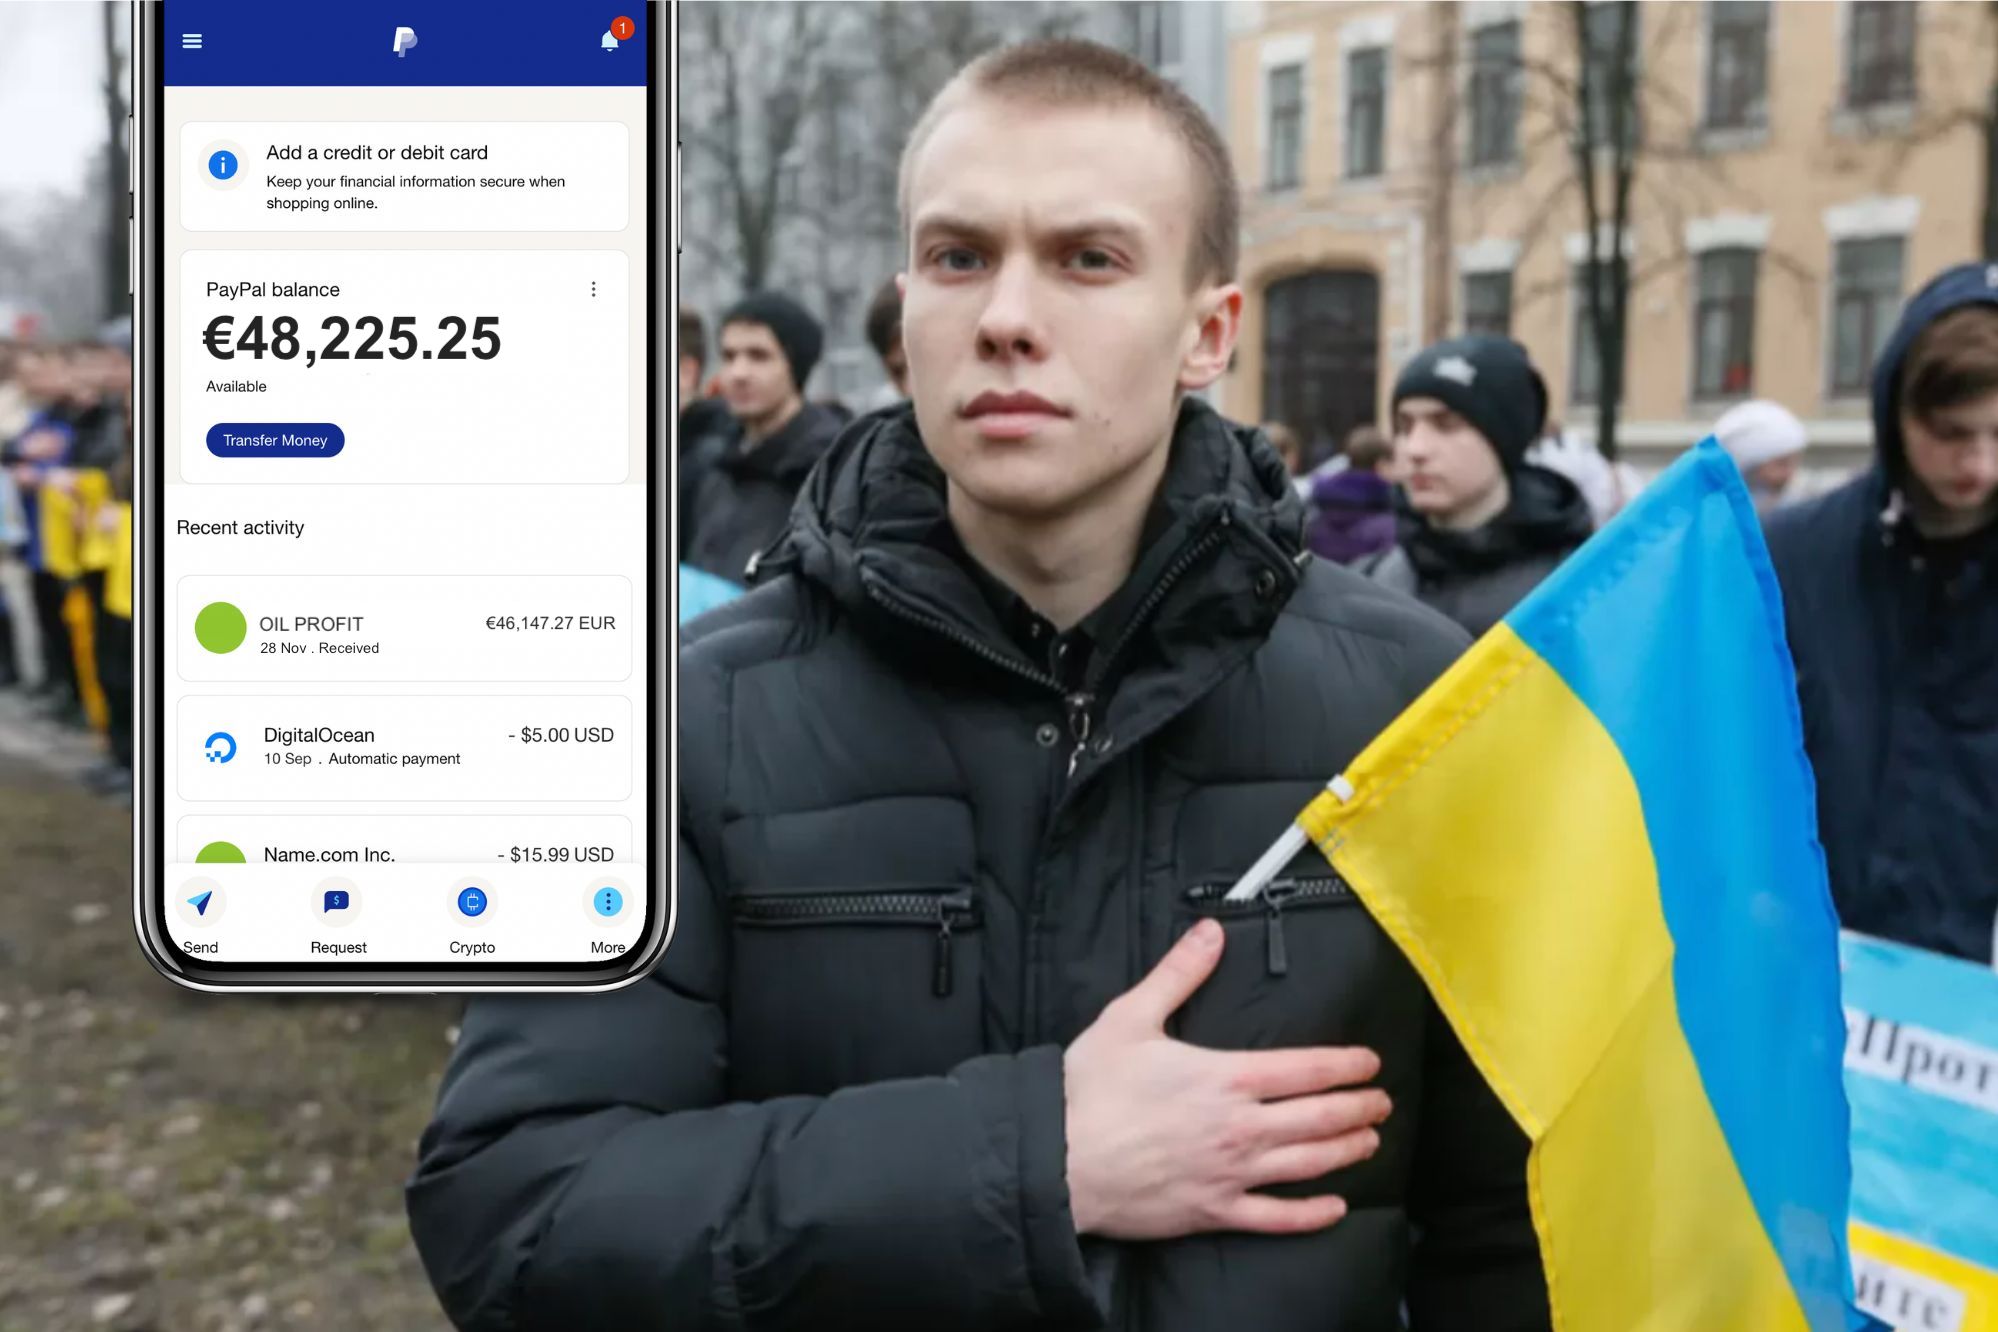 1
Add a credit or debit card
Keep your financial information secure when
shopping online.
PayPal balance
€48,225.25
Available
Transfer Money
Recent activity
OIL PROFIT €46,147.27 EUR
28 Nov . Received
DigitalOcean - $5.00 USD
10 Sep . Automatic payment
Name.com Inc. - $15.99 USD
Send Request Crypto More